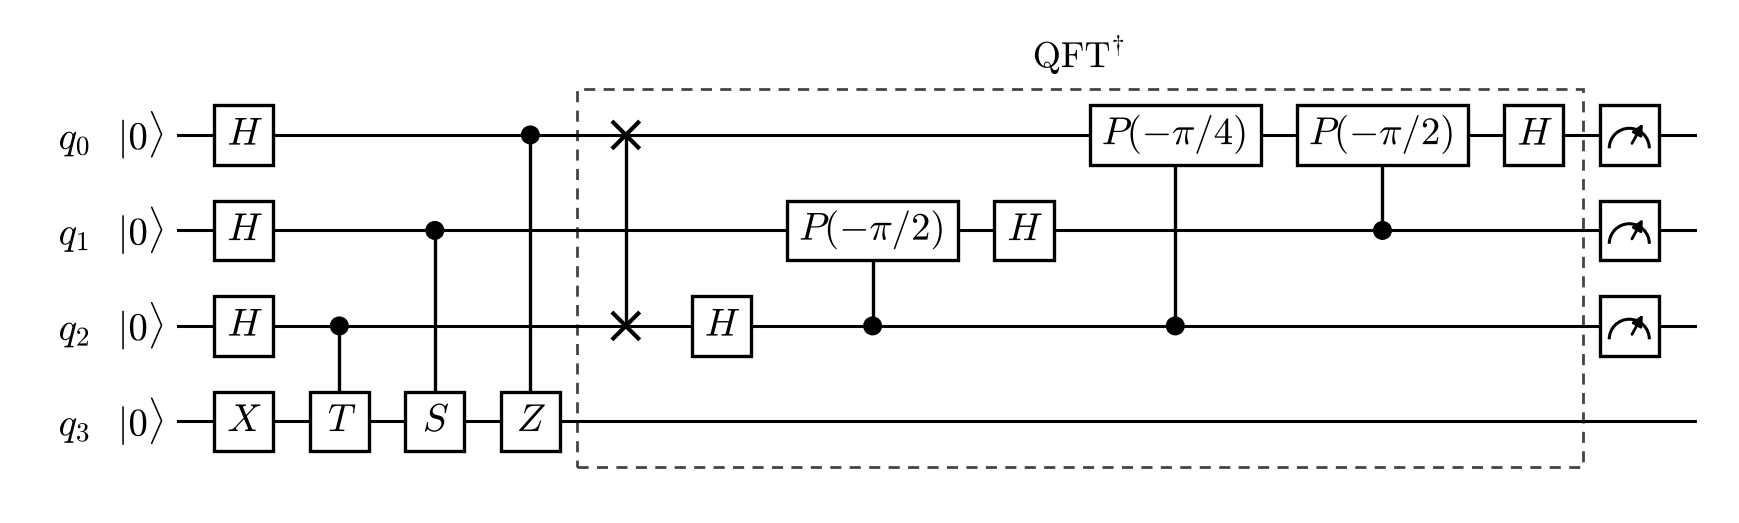 QFT†
q0 |0⟩ H P(−π/4) P(−π/2) H
q1 |0⟩ H P(−π/2) H
q2 |0⟩ H H
q3 |0⟩ X T S Z